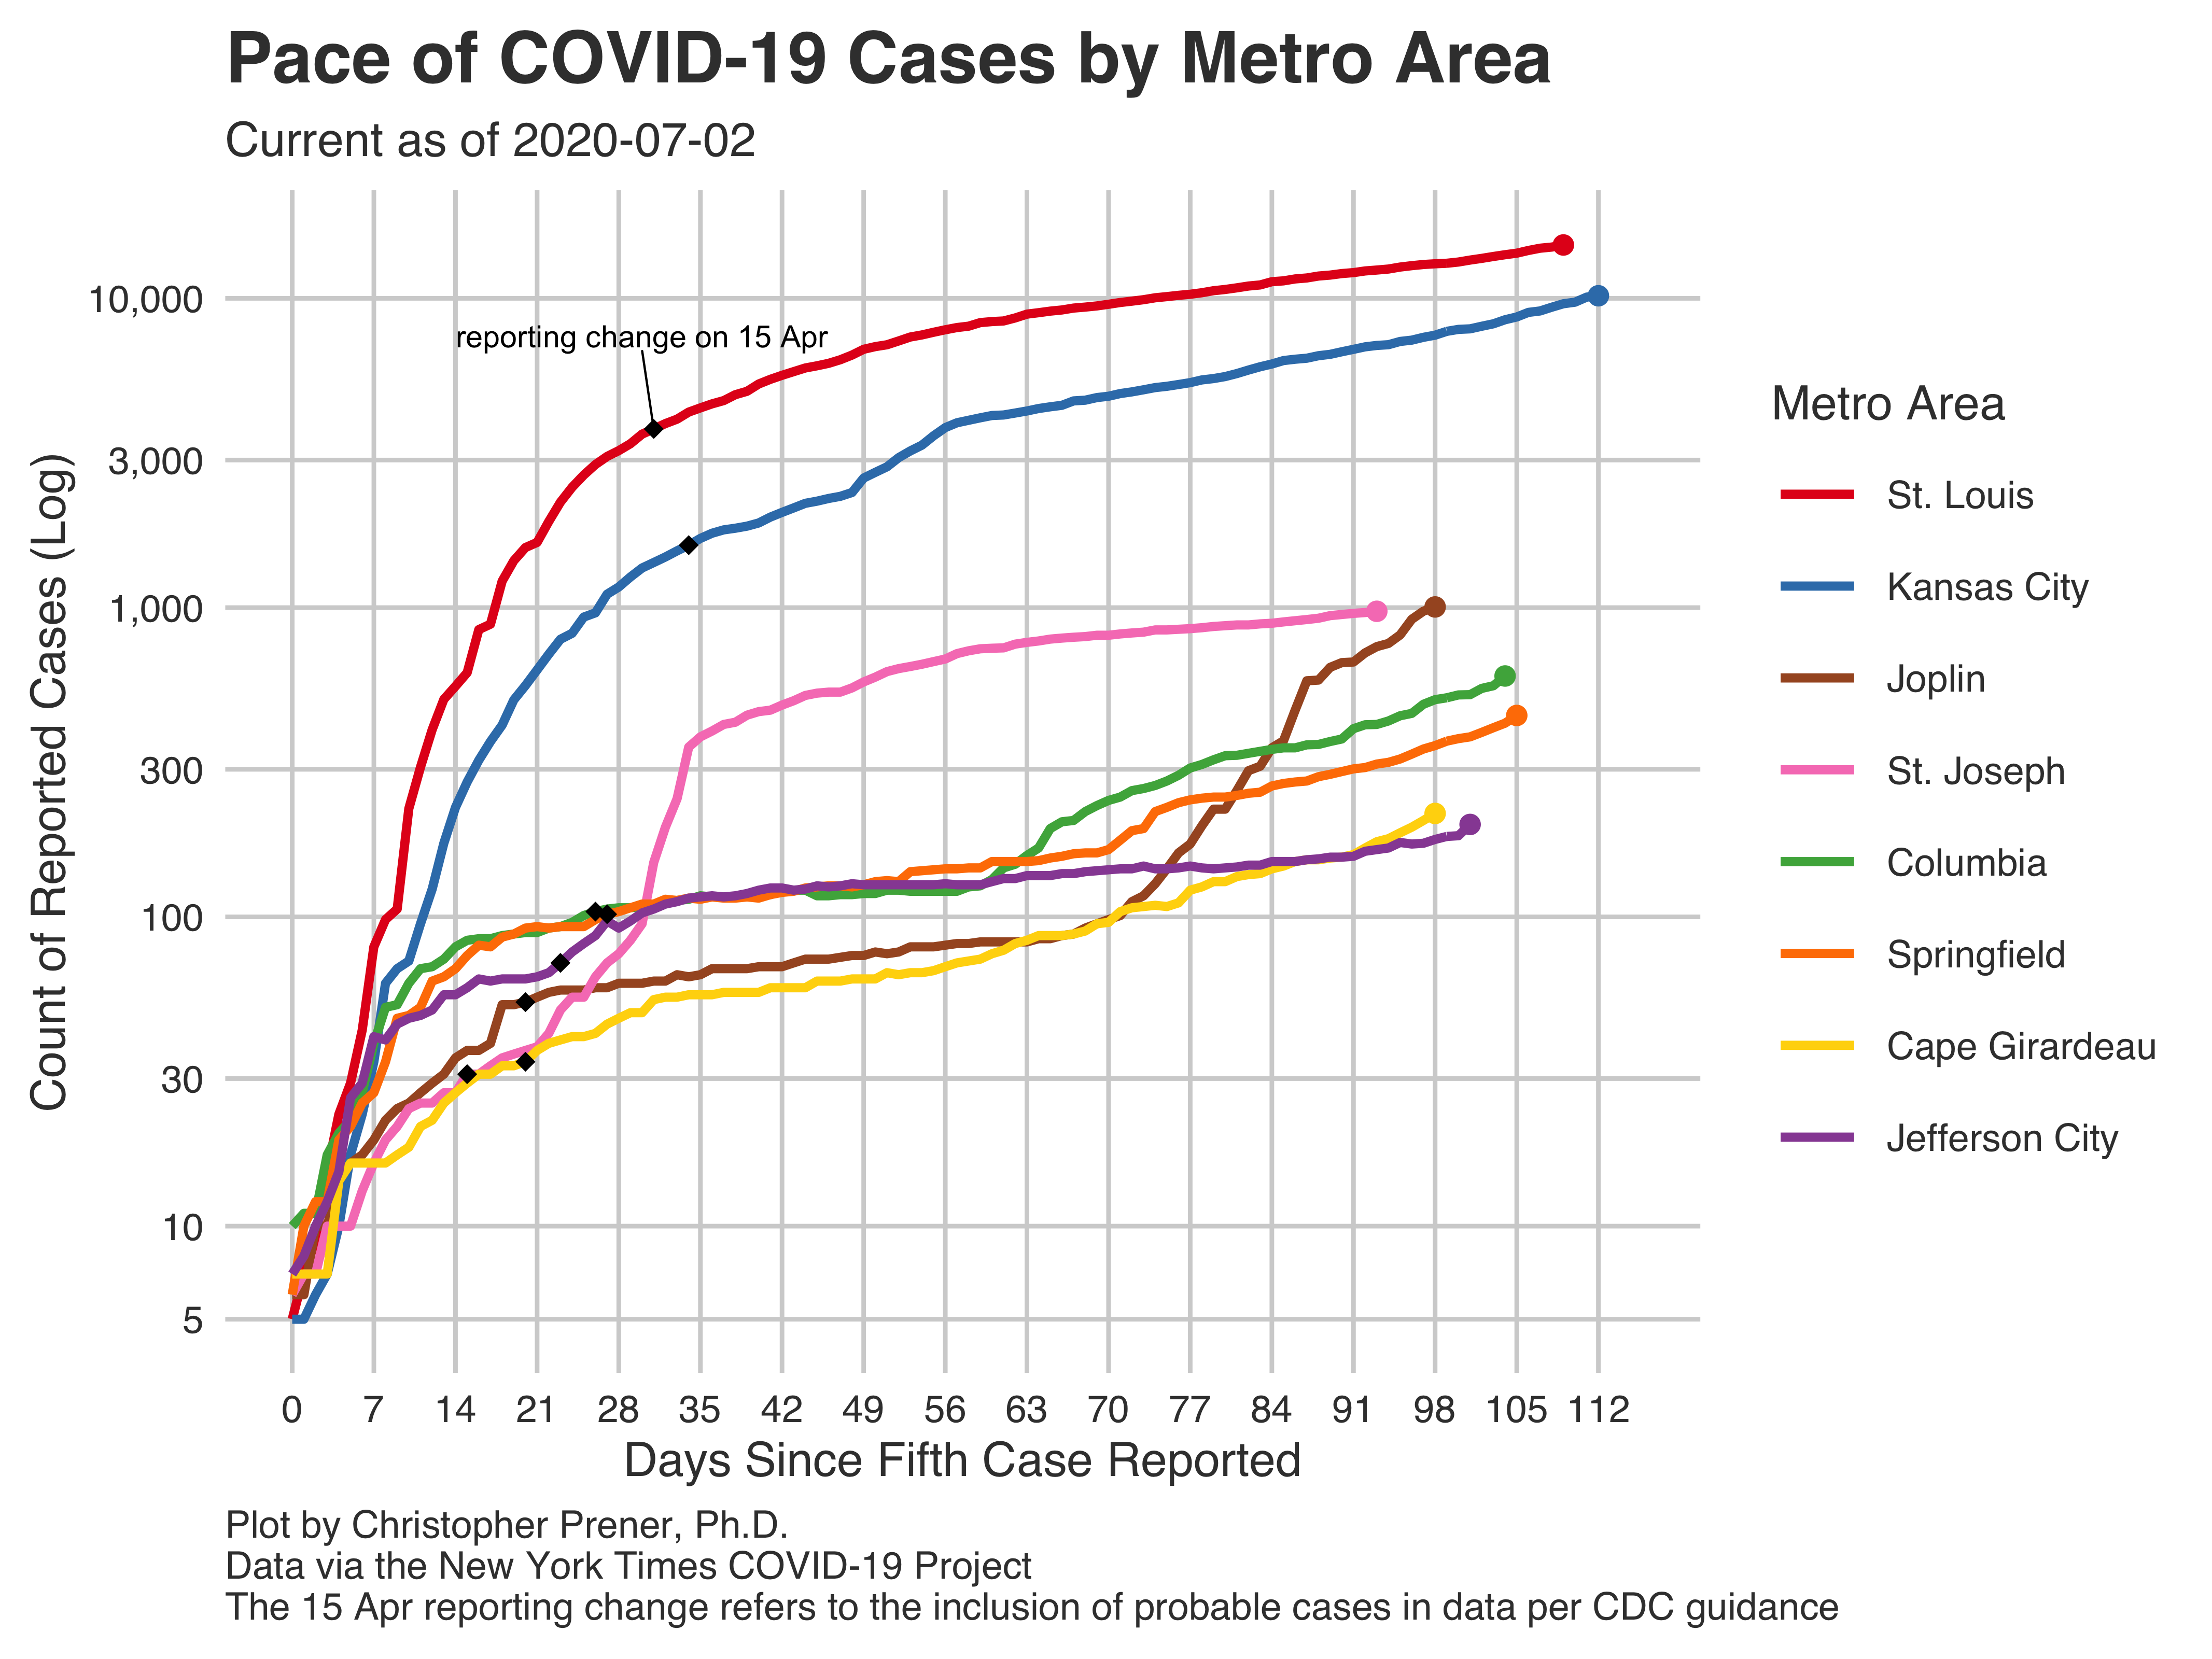 Pace of COVID-19 Cases by Metro Area
Current as of 2020-07-02
10,000
3,000
1,000
300
100
30
10
5
Count of Reported Cases (Log)
reporting change on 15 Apr
0 7 14 21 28 35 42 49 56 63 70 77 84 91 98 105 112
Days Since Fifth Case Reported
Metro Area
St. Louis
Kansas City
Joplin
St. Joseph
Columbia
Springfield
Cape Girardeau
Jefferson City
Plot by Christopher Prener, Ph.D.
Data via the New York Times COVID-19 Project
The 15 Apr reporting change refers to the inclusion of probable cases in data per CDC guidance